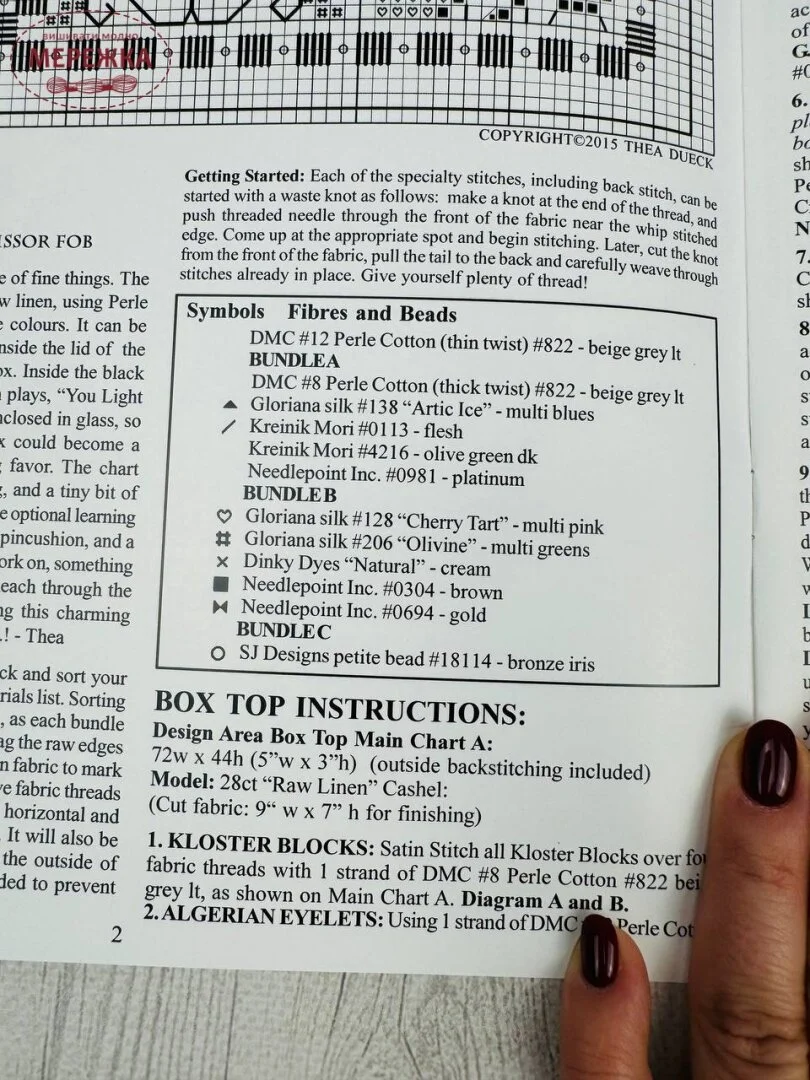 вишивати модно
МЕРЕЖКА
COPYRIGHT©2015 THEA DUECK
Getting Started: Each of the specialty stitches, including back stitch, can be
started with a waste knot as follows: make a knot at the end of the thread, and
push threaded needle through the front of the fabric near the whip stitched
edge. Come up at the appropriate spot and begin stitching. Later, cut the knot
from the front of the fabric, pull the tail to the back and carefully weave through
stitches already in place. Give yourself plenty of thread!
Symbols Fibres and Beads
DMC #12 Perle Cotton (thin twist) #822 - beige grey lt
BUNDLE A
DMC #8 Perle Cotton (thick twist) #822 - beige grey lt
Gloriana silk #138 “Artic Ice” - multi blues
Kreinik Mori #0113 - flesh
Kreinik Mori #4216 - olive green dk
Needlepoint Inc. #0981 - platinum
BUNDLE B
Gloriana silk #128 “Cherry Tart” - multi pink
Gloriana silk #206 “Olivine” - multi greens
Dinky Dyes “Natural” - cream
Needlepoint Inc. #0304 - brown
Needlepoint Inc. #0694 - gold
BUNDLE C
SJ Designs petite bead #18114 - bronze iris
BOX TOP INSTRUCTIONS:
Design Area Box Top Main Chart A:
72w x 44h (5”w x 3”h) (outside backstitching included)
Model: 28ct “Raw Linen” Cashel:
(Cut fabric: 9“ w x 7” h for finishing)
1. KLOSTER BLOCKS: Satin Stitch all Kloster Blocks over
fabric threads with 1 strand of DMC #8 Perle Cotton #822
grey lt, as shown on Main Chart A. Diagram A and B.
2. ALGERIAN EYELETS: Using 1 strand of DMC Perle
FOB
e of fine things. The
w linen, using Perle
colours. It can be
nside the lid of the
ox. Inside the black
plays, “You Light
nclosed in glass, so
x could become a
favor. The chart
, and a tiny bit of
e optional learning
pincushion, and a
ork on, something
each through the
ng this charming
.! - Thea
ck and sort your
rials list. Sorting
, as each bundle
ag the raw edges
n fabric to mark
ve fabric threads
horizontal and
It will also be
the outside of
ded to prevent
2
6.
7.
8
9